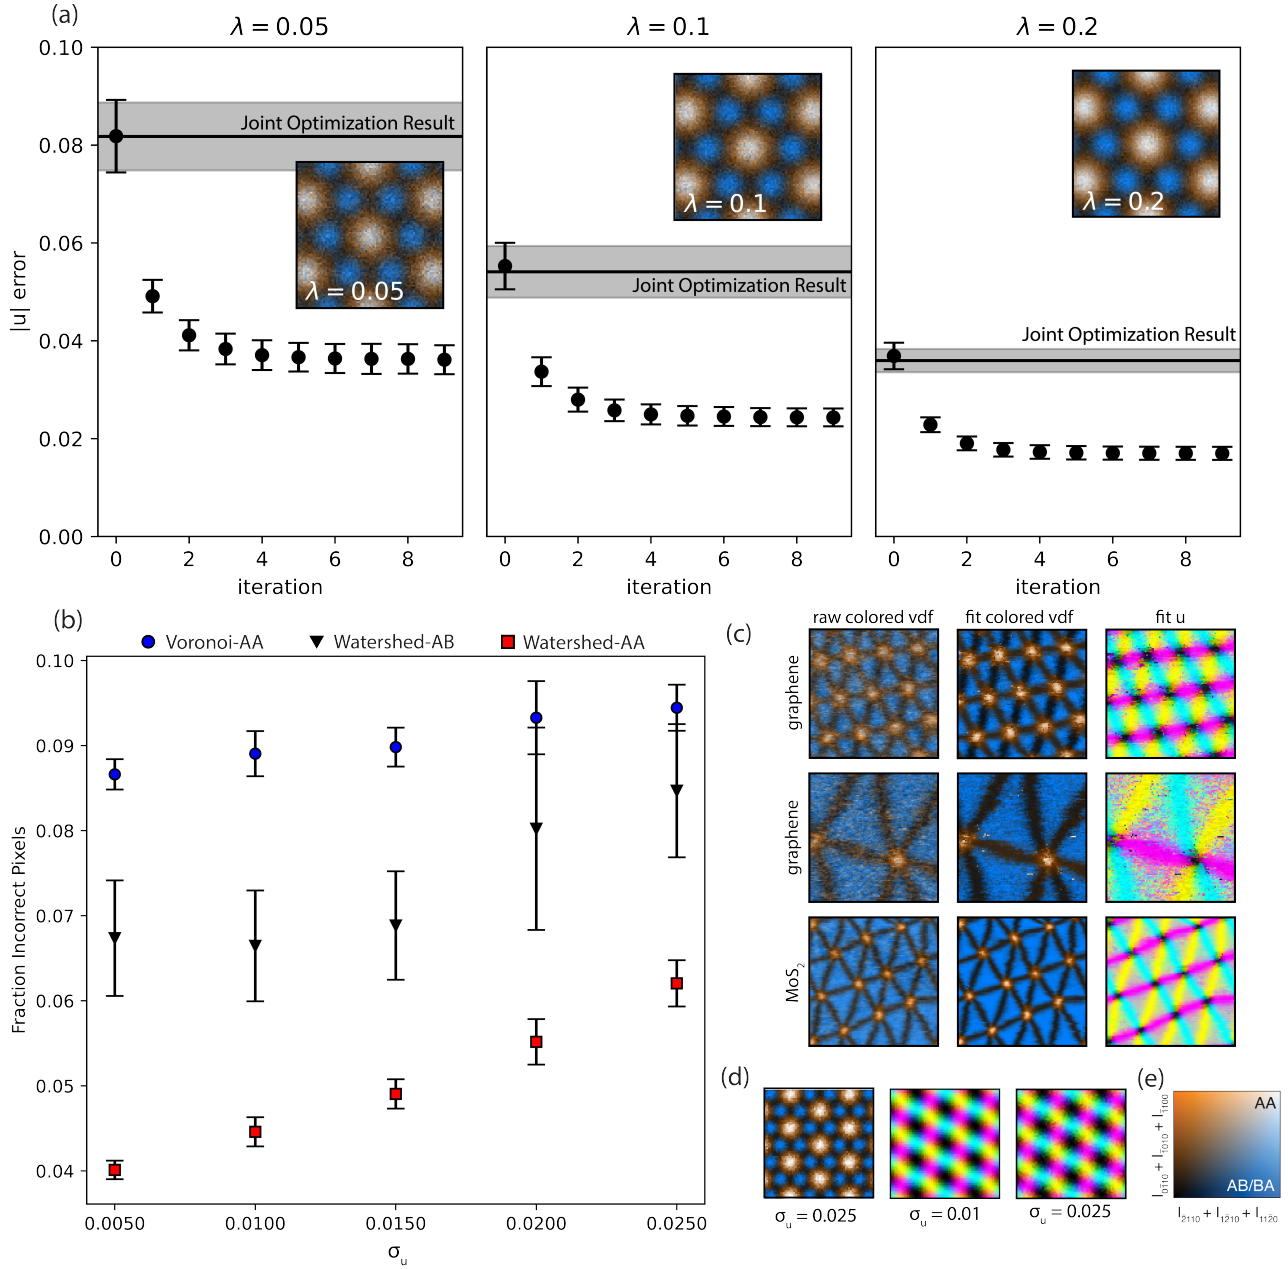 (a)
λ = 0.05
λ = 0.1
λ = 0.2
0.10
0.08
0.06
0.04
0.02
0.00
|u| error
Joint Optimization Result
λ = 0.05
Joint Optimization Result
λ = 0.1
Joint Optimization Result
λ = 0.2
0 2 4 6 8
0 2 4 6 8
0 2 4 6 8
iteration
iteration
iteration
(b)
Voronoi-AA
Watershed-AB
Watershed-AA
0.10
0.09
0.08
0.07
0.06
0.05
0.04
Fraction Incorrect Pixels
0.0050 0.0100 0.0150 0.0200 0.0250
σᵤ
(c)
raw colored vdf
fit colored vdf
fit u
graphene
graphene
MoS₂
(d)
σᵤ = 0.025
σᵤ = 0.01
σᵤ = 0.025
(e)
AA
AB/BA